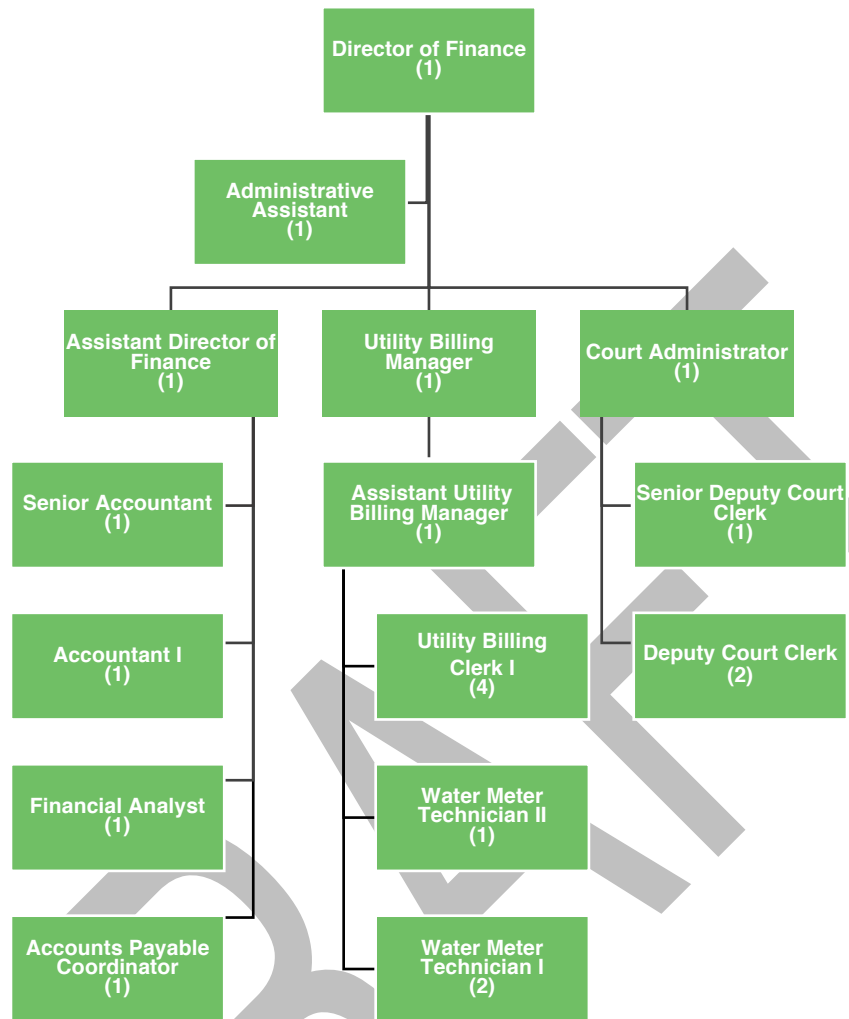 Director of Finance
(1)
Administrative
Assistant
(1)
Assistant Director of
Finance
(1)
Utility Billing
Manager
(1)
Court Administrator
(1)
Senior Accountant
(1)
Assistant Utility
Billing Manager
(1)
Senior Deputy Court
Clerk
(1)
Accountant I
(1)
Utility Billing
Clerk I
(4)
Deputy Court Clerk
(2)
Financial Analyst
(1)
Water Meter
Technician II
(1)
Accounts Payable
Coordinator
(1)
Water Meter
Technician I
(2)